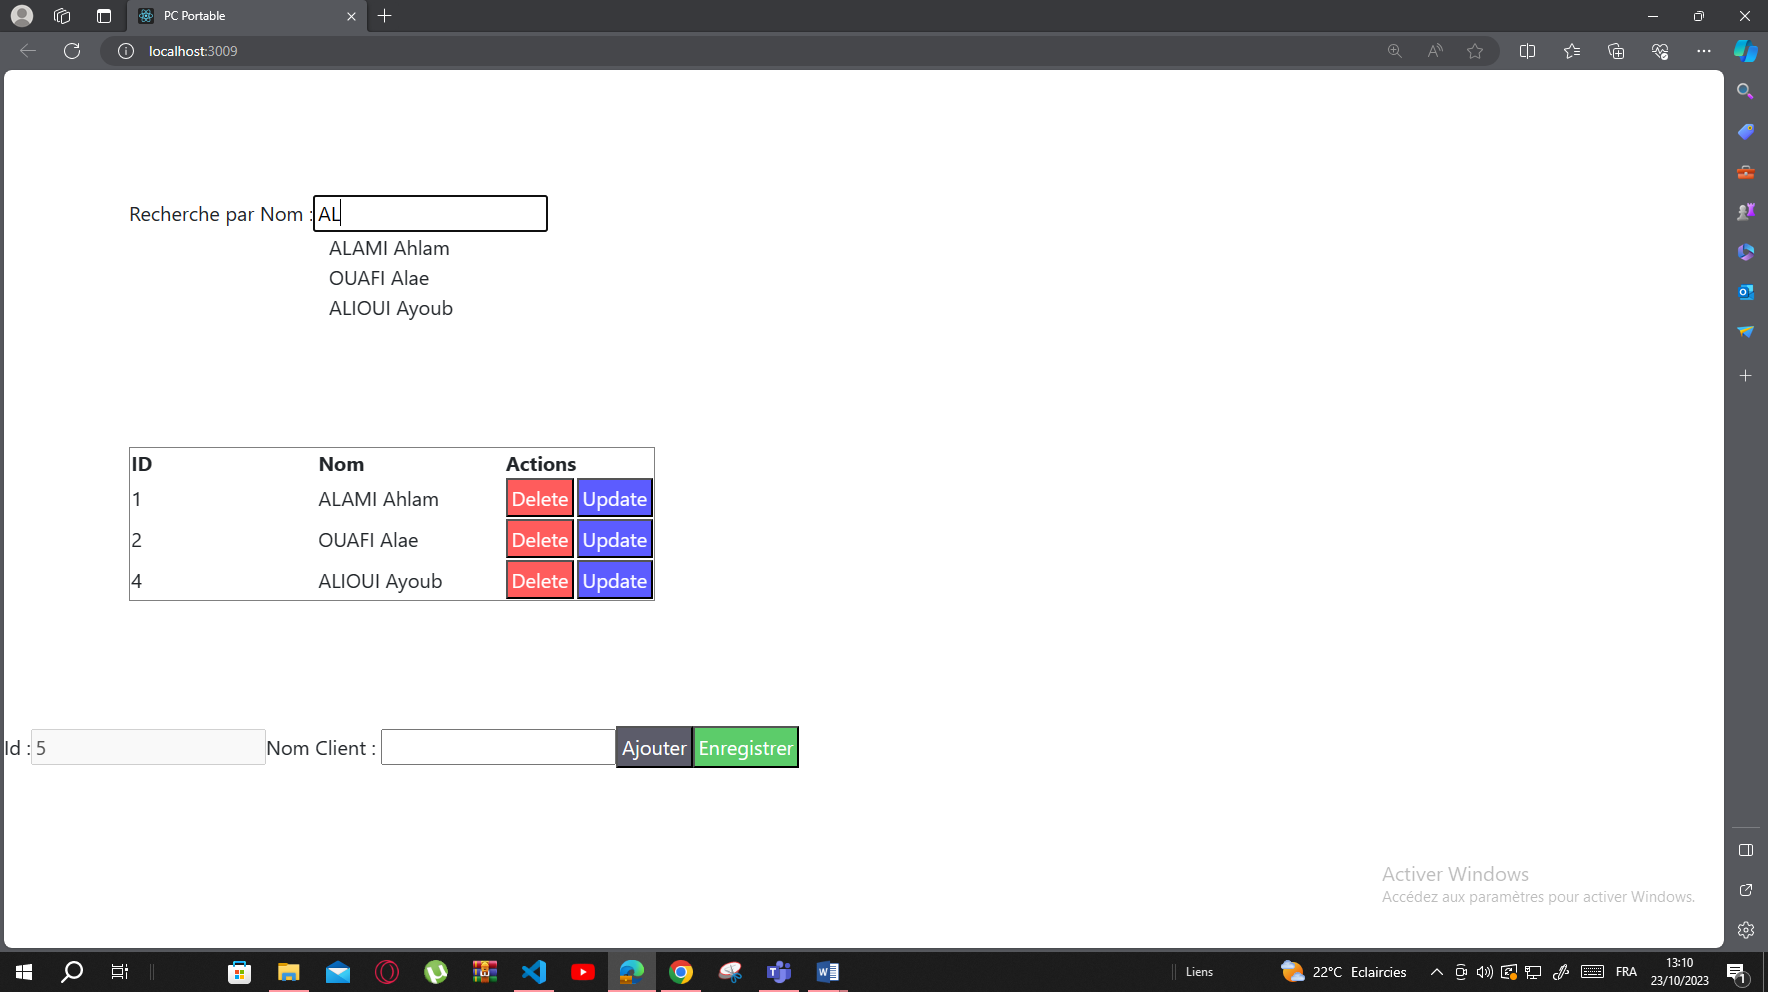 PC Portable
localhost:3009
Recherche par Nom : AL
ALAMI Ahlam
OUAFI Alae
ALIOUI Ayoub
ID Nom Actions
1 ALAMI Ahlam Delete Update
2 OUAFI Alae Delete Update
4 ALIOUI Ayoub Delete Update
Id : 5 Nom Client : Ajouter Enregistrer
Activer Windows
Accédez aux paramètres pour activer Windows.
Liens
22°C Eclaircies
FRA
13:10
23/10/2023
1